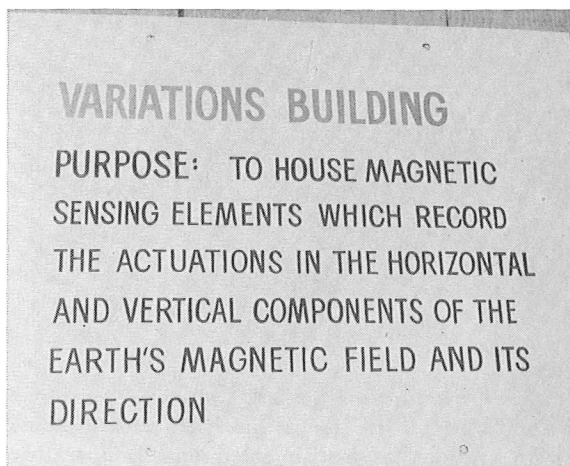 VARIATIONS BUILDING
PURPOSE: TO HOUSE MAGNETIC
SENSING ELEMENTS WHICH RECORD
THE ACTUATIONS IN THE HORIZONTAL
AND VERTICAL COMPONENTS OF THE
EARTH'S MAGNETIC FIELD AND ITS
DIRECTION